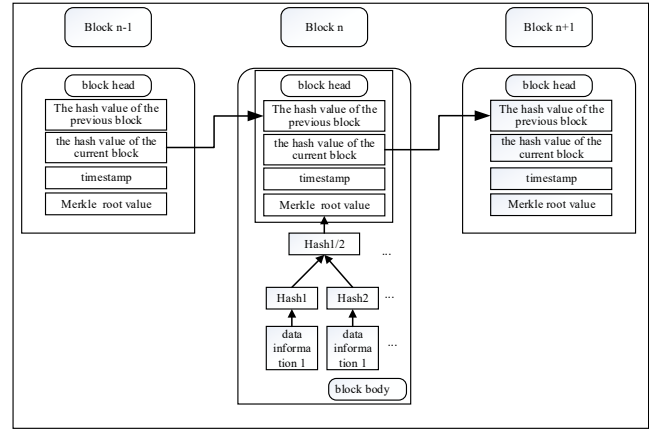 Block n-1
Block n
Block n+1
block head
The hash value of the
previous block
the hash value of the
current block
timestamp
Merkle root value
block head
The hash value of the
previous block
the hash value of the
current block
timestamp
Merkle root value
block head
The hash value of the
previous block
the hash value of the
current block
timestamp
Merkle root value
Hash1/2
...
Hash1
Hash2
...
data
informa
tion 1
data
informa
tion 1
...
block body